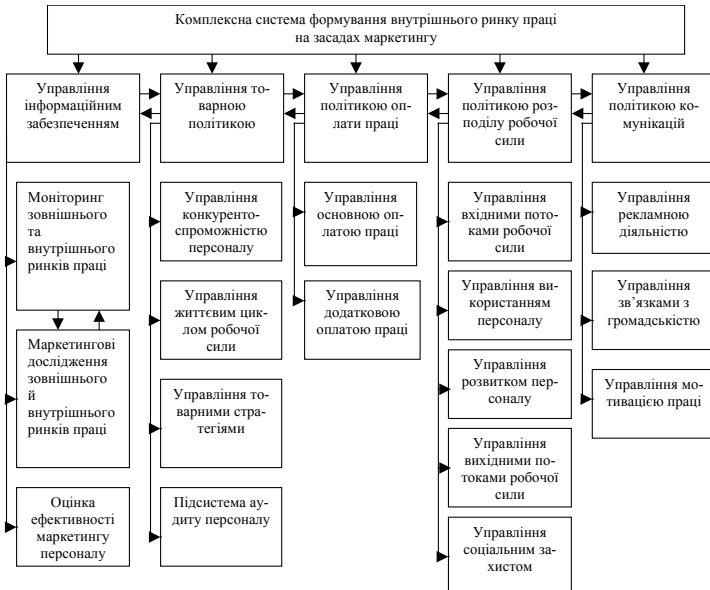 Комплексна система формування внутрішнього ринку праці
на засадах маркетингу
Управління
інформаційним
забезпеченням
Управління то-
варною
політикою
Управління
політикою оп-
лати праці
Управління
політикою роз-
поділу робочої
сили
Управління
політикою ко-
мунікацій
Моніторинг
зовнішнього
та
внутрішнього
ринків праці
Маркетингові
дослідження
зовнішнього
й
внутрішнього
ринків праці
Оцінка
ефективності
маркетингу
персоналу
Управління
конкуренто-
спроможністю
персоналу
Управління
життєвим цик-
лом робочої
сили
Управління то-
варними стра-
тегіями
Підсистема ау-
диту персоналу
Управління
основною оп-
латою праці
Управління
додатковою
оплатою праці
Управління
вхідними пото-
ками робочої
сили
Управління ви-
користанням
персоналу
Управління
розвитком пер-
соналу
Управління
вихідними по-
токами робочої
сили
Управління
соціальним за-
хистом
Управління
рекламною
діяльністю
Управління
зв’язками з
громадськістю
Управління мо-
тивацією праці